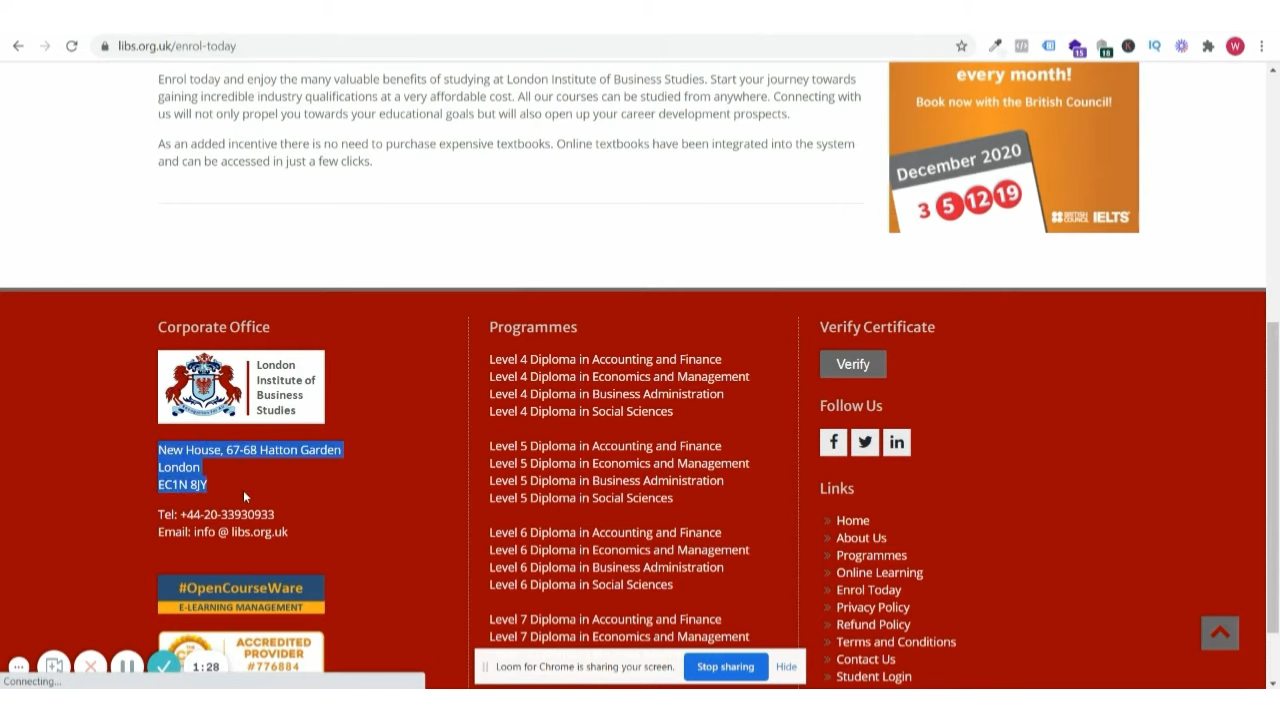 libs.org.uk/enrol-today
15
18
K
IQ
W
Enrol today and enjoy the many valuable benefits of studying at London Institute of Business Studies. Start your journey towards
gaining incredible industry qualifications at a very affordable cost. All our courses can be studied from anywhere. Connecting with
us will not only propel you towards your educational goals but will also open up your career development prospects.
As an added incentive there is no need to purchase expensive textbooks. Online textbooks have been integrated into the system
and can be accessed in just a few clicks.
every month!
Book now with the British Council!
December 2020
3 5 12 19
BRITISH
COUNCIL
IELTS
Corporate Office
London
Institute of
Business
Studies
New House, 67-68 Hatton Garden
London
EC1N 8JY
Tel: +44-20-33930933
Email: info @ libs.org.uk
#OpenCourseWare
E-LEARNING MANAGEMENT
ACCREDITED
PROVIDER
#776884
Programmes
Level 4 Diploma in Accounting and Finance
Level 4 Diploma in Economics and Management
Level 4 Diploma in Business Administration
Level 4 Diploma in Social Sciences
Level 5 Diploma in Accounting and Finance
Level 5 Diploma in Economics and Management
Level 5 Diploma in Business Administration
Level 5 Diploma in Social Sciences
Level 6 Diploma in Accounting and Finance
Level 6 Diploma in Economics and Management
Level 6 Diploma in Business Administration
Level 6 Diploma in Social Sciences
Level 7 Diploma in Accounting and Finance
Level 7 Diploma in Economics and Management
Verify Certificate
Verify
Follow Us
Links
Home
About Us
Programmes
Online Learning
Enrol Today
Privacy Policy
Refund Policy
Terms and Conditions
Contact Us
Student Login
1:28
Loom for Chrome is sharing your screen.
Stop sharing
Hide
Connecting...